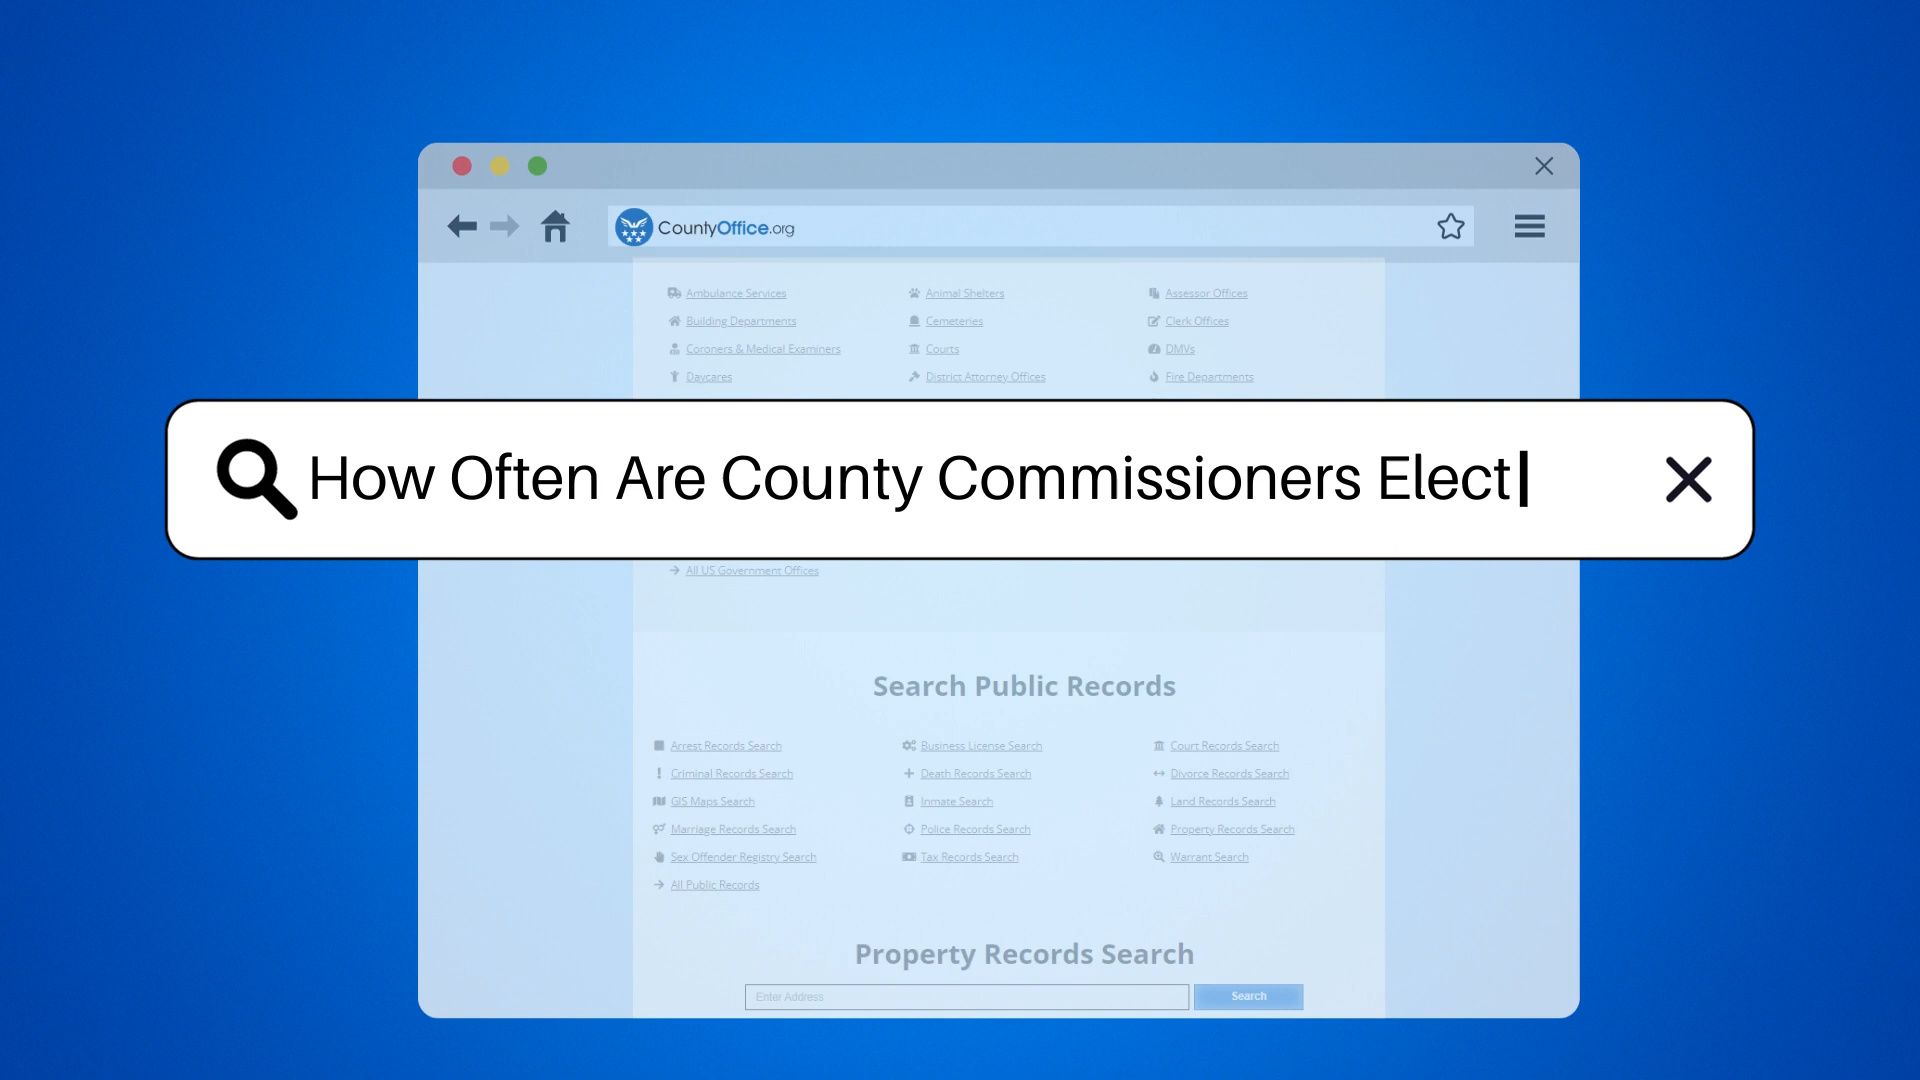 CountyOffice.org
Ambulance Services Animal Shelters Assessor Offices
Building Departments Cemeteries Clerk Offices
Coroners & Medical Examiners Courts DMVs
Daycares District Attorney Offices Fire Departments
How Often Are County Commissioners Elect
All US Government Offices
Search Public Records
Arrest Records Search Business License Search Court Records Search
Criminal Records Search Death Records Search Divorce Records Search
GIS Maps Search Inmate Search Land Records Search
Marriage Records Search Police Records Search Property Records Search
Sex Offender Registry Search Tax Records Search Warrant Search
All Public Records
Property Records Search
Enter Address Search